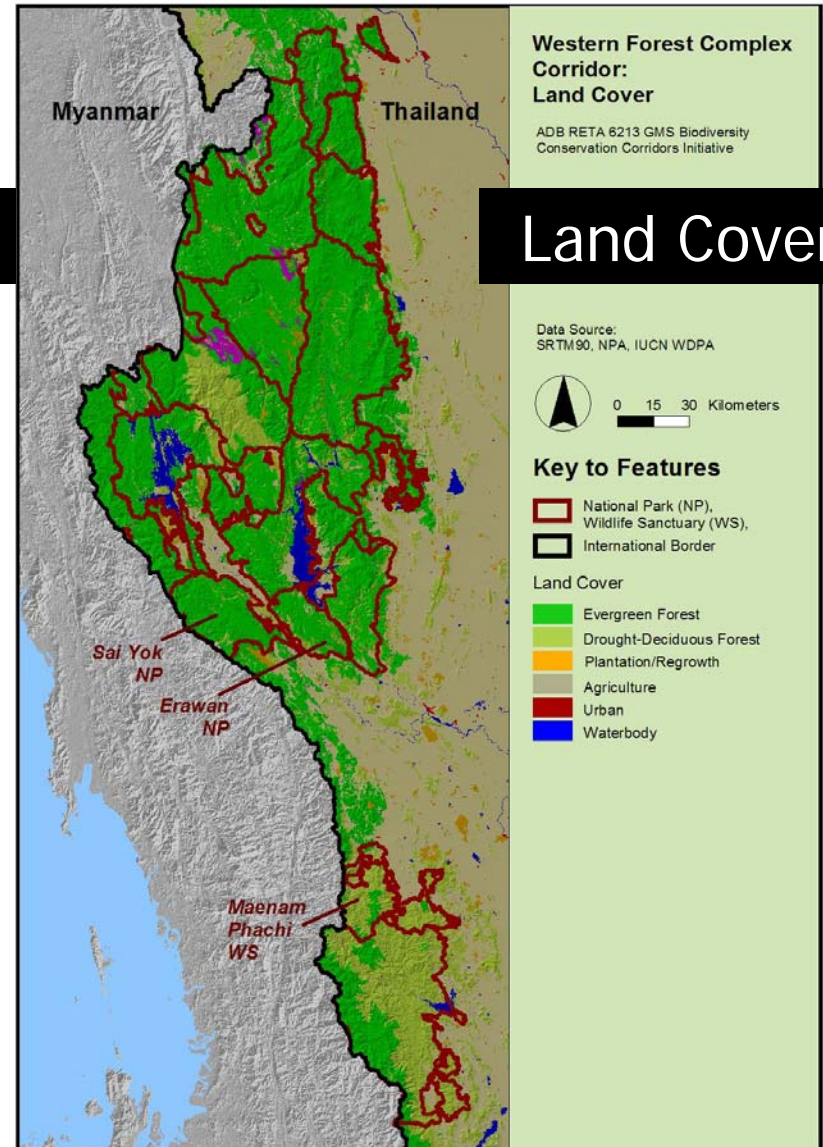 Myanmar
Thailand
Sai Yok
NP
Erawan
NP
Maenam
Phachi
WS
Western Forest Complex
Corridor:
Land Cover
ADB RETA 6213 GMS Biodiversity
Conservation Corridors Initiative
Land Cover
Data Source:
SRTM90, NPA, IUCN WDPA
0 15 30 Kilometers
Key to Features
National Park (NP),
Wildlife Sanctuary (WS),
International Border
Land Cover
Evergreen Forest
Drought-Deciduous Forest
Plantation/Regrowth
Agriculture
Urban
Waterbody